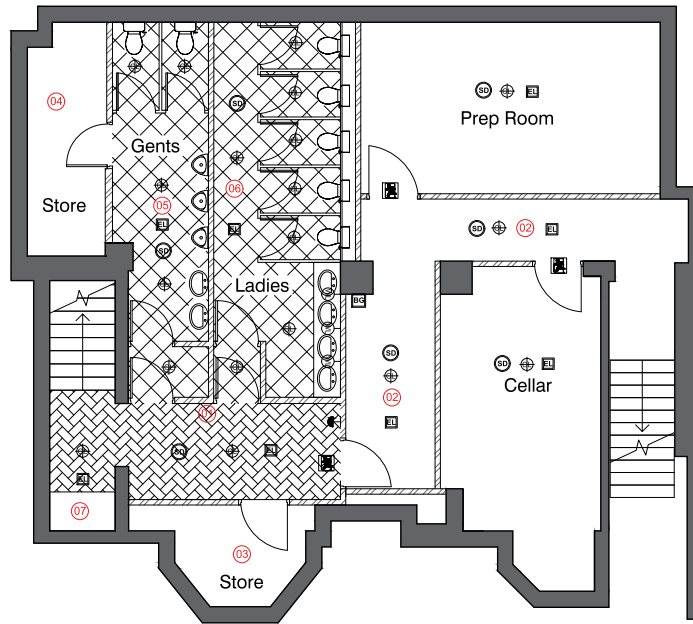 04
SD
SD
EL
Prep Room
Gents
06
05
Store
EL
EL
SD
SD
02
EL
Ladies
BG
SD
SD
EL
Cellar
02
EL
01
SD
EL
EL
07
03
Store